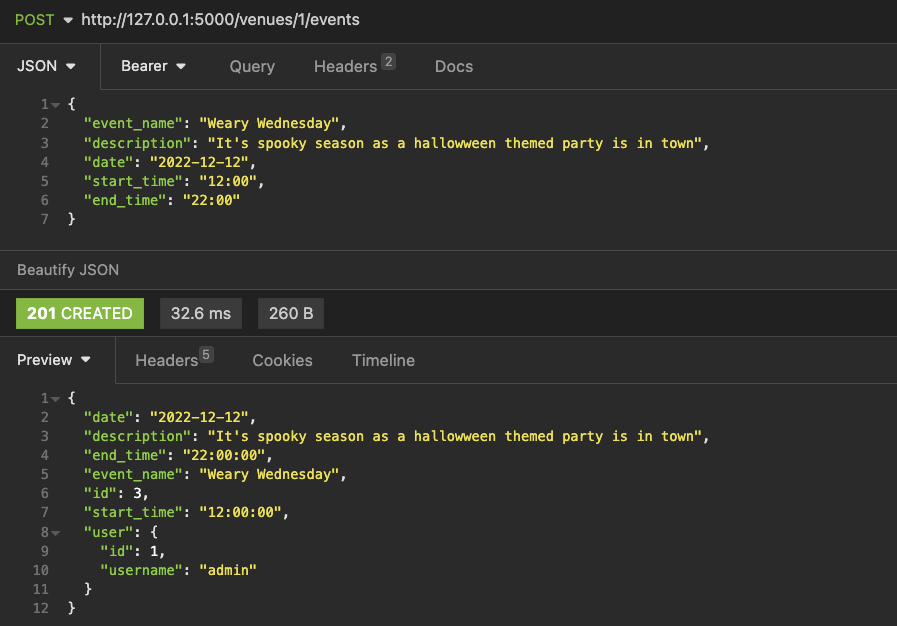 POST http://127.0.0.1:5000/venues/1/events
JSON Bearer Query Headers 2 Docs
1 {
2 "event_name": "Weary Wednesday",
3 "description": "It's spooky season as a hallowween themed party is in town",
4 "date": "2022-12-12",
5 "start_time": "12:00",
6 "end_time": "22:00"
7 }
Beautify JSON
201 CREATED 32.6 ms 260 B
Preview Headers 5 Cookies Timeline
1 {
2 "date": "2022-12-12",
3 "description": "It's spooky season as a hallowween themed party is in town",
4 "end_time": "22:00:00",
5 "event_name": "Weary Wednesday",
6 "id": 3,
7 "start_time": "12:00:00",
8 "user": {
9 "id": 1,
10 "username": "admin"
11 }
12 }